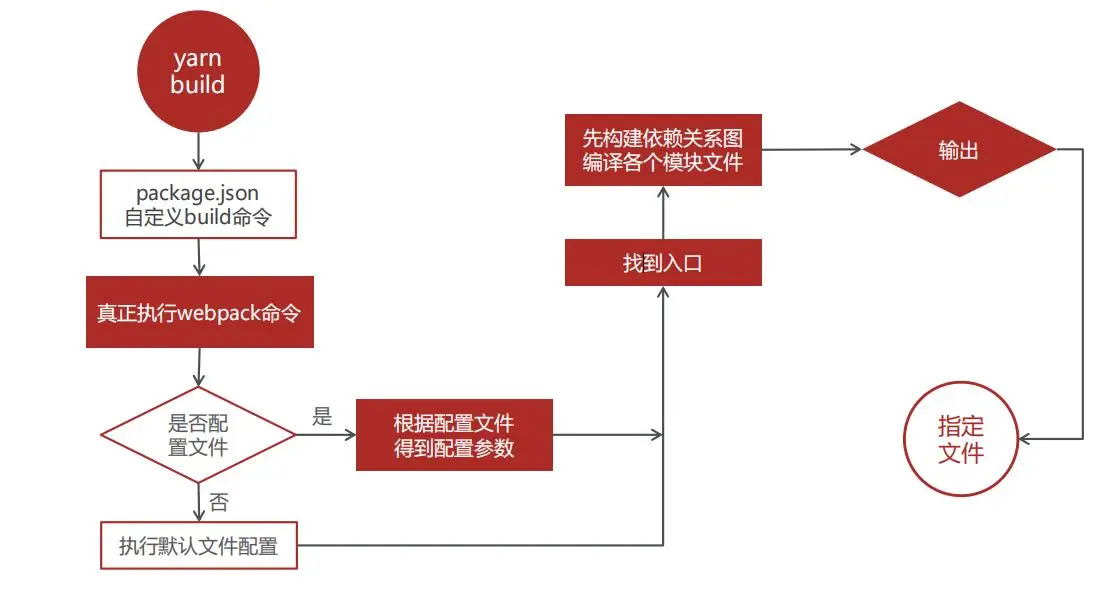 yarn
build
package.json
自定义build命令
真正执行webpack命令
是否配
置文件
是
根据配置文件
得到配置参数
否
执行默认文件配置
找到入口
先构建依赖关系图
编译各个模块文件
输出
指定
文件